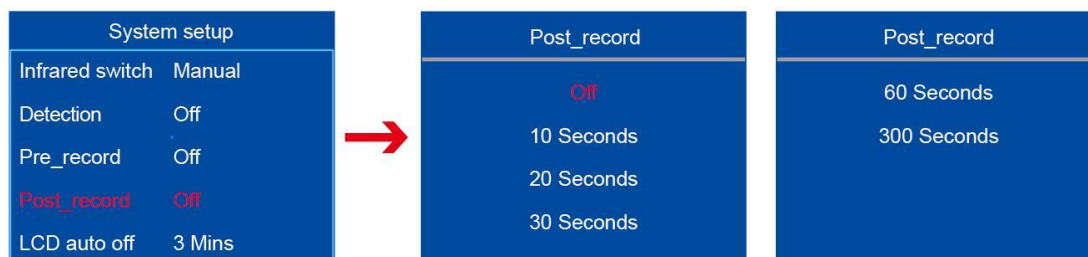 System setup
Infrared switch Manual
Detection Off
Pre_record Off
Post_record Off
LCD auto off 3 Mins
Post_record
Off
10 Seconds
20 Seconds
30 Seconds
Post_record
60 Seconds
300 Seconds